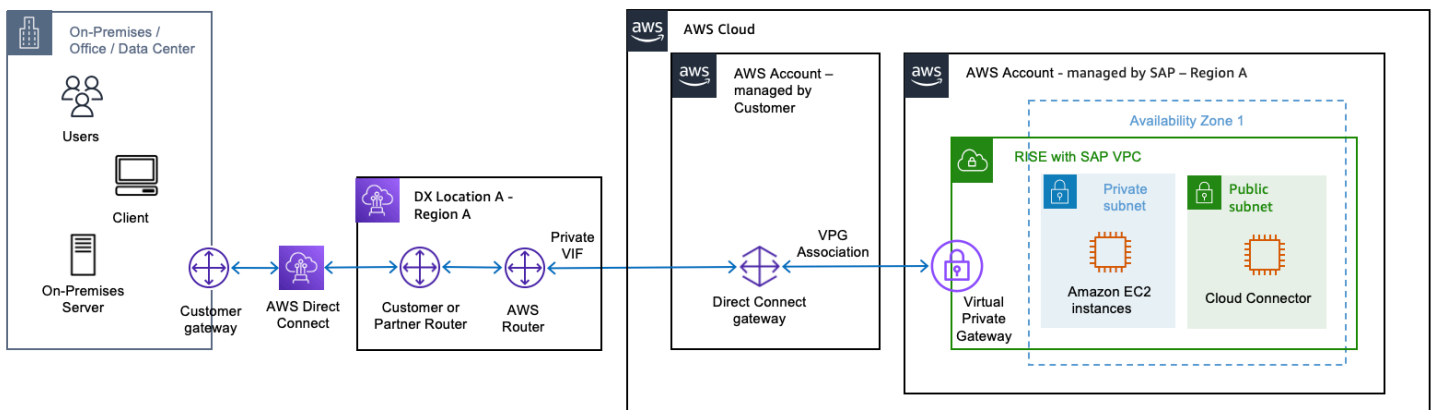 On-Premises /
Office / Data Center
Users
Client
On-Premises
Server
Customer
gateway
AWS Direct
Connect
DX Location A -
Region A
Customer or
Partner Router
AWS
Router
Private
VIF
aws
AWS Cloud
aws
AWS Account –
managed by
Customer
Direct Connect
gateway
VPG
Association
aws
AWS Account - managed by SAP – Region A
Availability Zone 1
RISE with SAP VPC
Virtual
Private
Gateway
Private
subnet
Amazon EC2
instances
Public
subnet
Cloud Connector